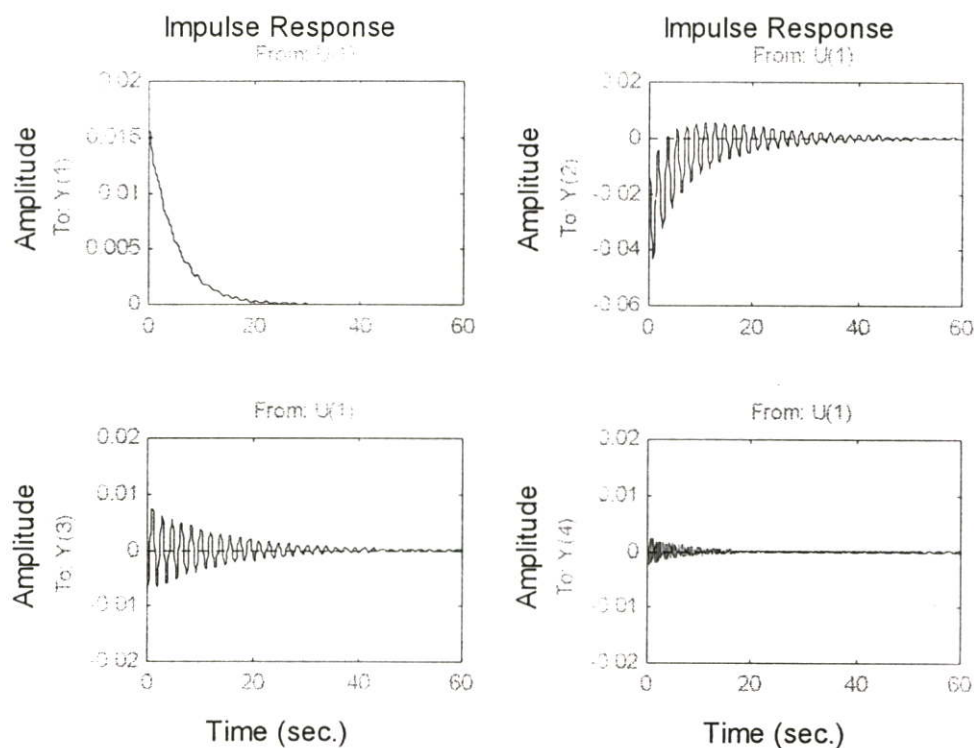 Impulse Response
From: U(1)
Amplitude
To: Y(1)
0.02
0.015
0.01
0.005
0
0 20 40 60
Impulse Response
From: U(1)
Amplitude
To: Y(2)
0.02
0
-0.02
-0.04
-0.06
0 20 40 60
From: U(1)
Amplitude
To: Y(3)
0.02
0.01
0
-0.01
-0.02
0 20 40 60
Time (sec.)
From: U(1)
Amplitude
To: Y(4)
0.02
0.01
0
-0.01
-0.02
0 20 40 60
Time (sec.)